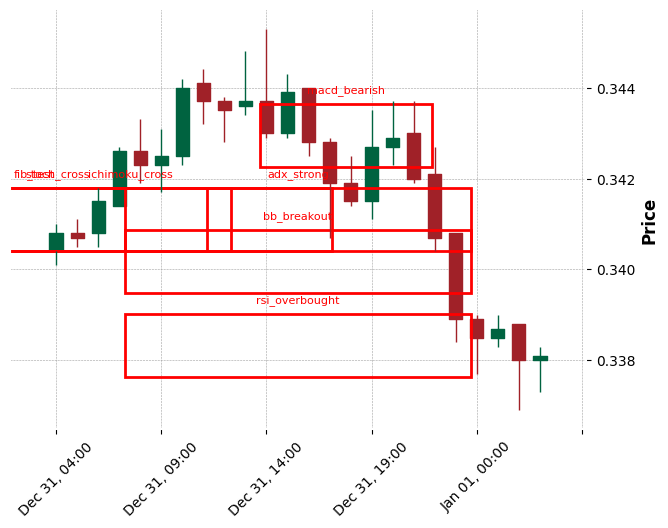 macd_bearish
0.344
fib_test
stoch_cross
ichimoku_cross
adx_strong
0.342
bb_breakout
Price
0.340
rsi_overbought
0.338
Dec 31, 04:00
Dec 31, 09:00
Dec 31, 14:00
Dec 31, 19:00
Jan 01, 00:00